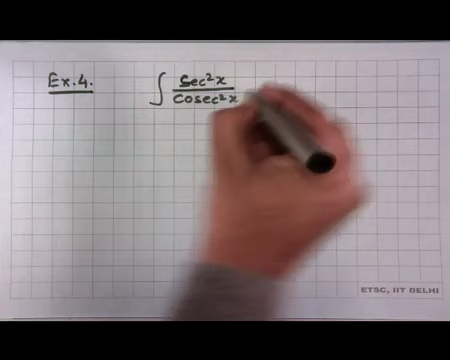 Ex.4.
∫ Sec²x / Cosec²x
ETSC, IIT DELHI